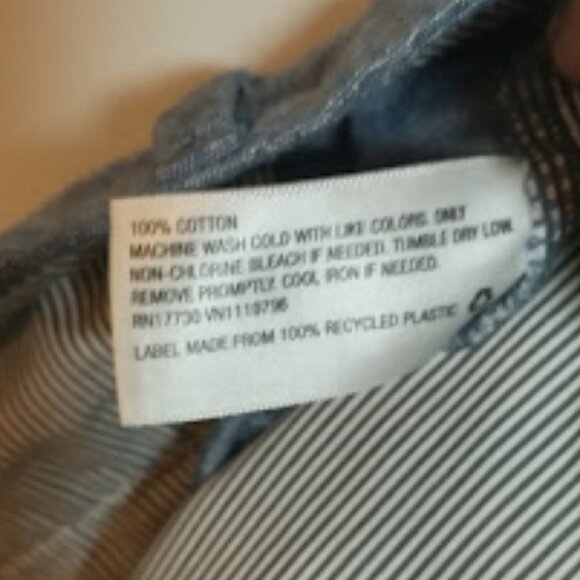 100% COTTON
MACHINE WASH COLD WITH LIKE COLORS. ONLY
NON-CHLORINE BLEACH IF NEEDED. TUMBLE DRY LOW.
REMOVE PROMPTLY. COOL IRON IF NEEDED.
RN17730 VN1119796
LABEL MADE FROM 100% RECYCLED PLASTIC